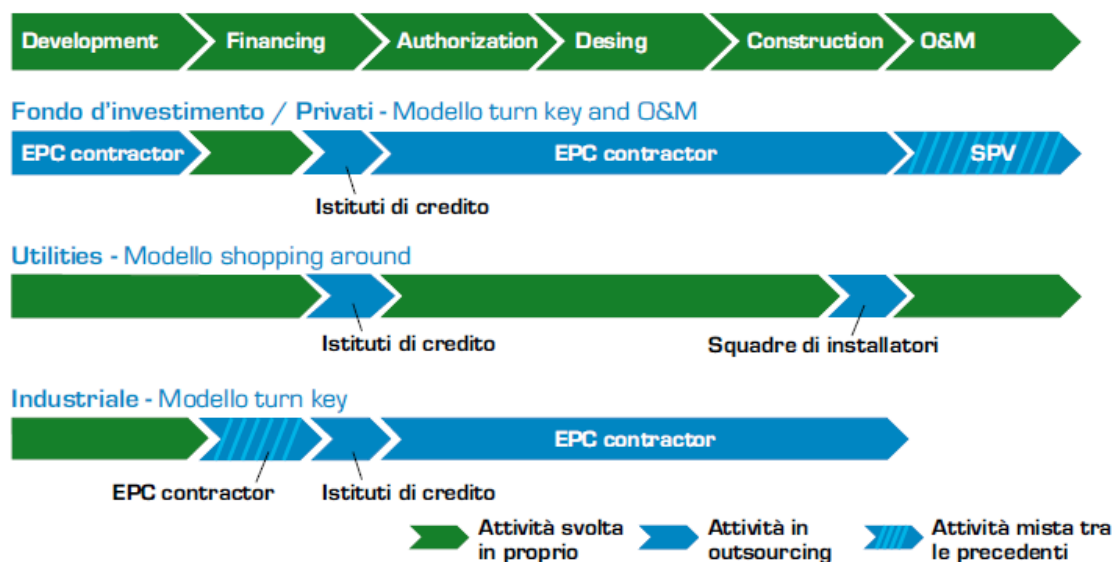 Development Financing Authorization Desing Construction O&M
Fondo d'investimento / Privati - Modello turn key and O&M
EPC contractor EPC contractor SPV
Istituti di credito
Utilities - Modello shopping around
Istituti di credito Squadre di installatori
Industriale - Modello turn key
EPC contractor
EPC contractor Istituti di credito
Attività svolta in proprio
Attività in outsourcing
Attività mista tra le precedenti